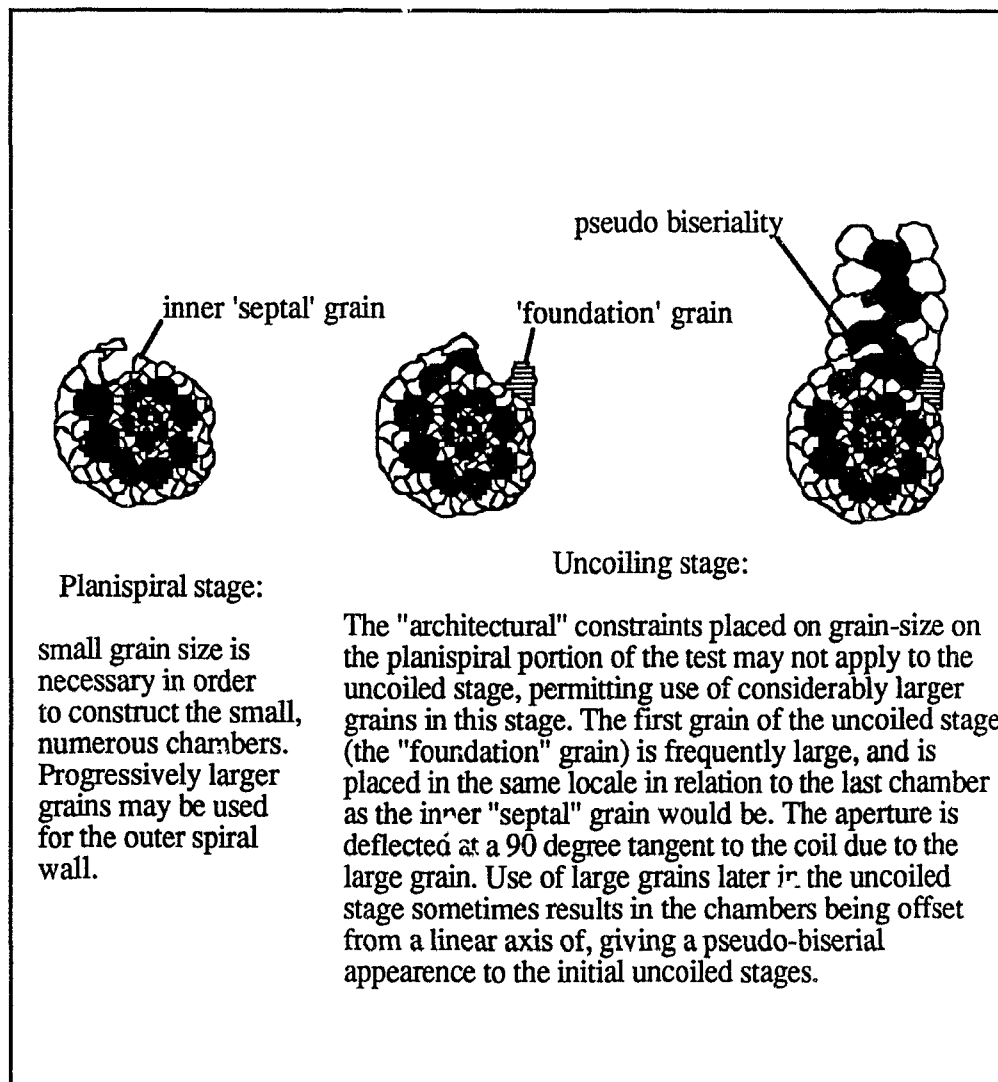 pseudo biseriality
inner 'septal' grain
'foundation' grain
Planispiral stage:
small grain size is
necessary in order
to construct the small,
numerous chambers.
Progressively larger
grains may be used
for the outer spiral
wall.
Uncoiling stage:
The "architectural" constraints placed on grain-size on
the planispiral portion of the test may not apply to the
uncoiled stage, permitting use of considerably larger
grains in this stage. The first grain of the uncoiled stage
(the "foundation" grain) is frequently large, and is
placed in the same locale in relation to the last chamber
as the inner "septal" grain would be. The aperture is
deflected at a 90 degree tangent to the coil due to the
large grain. Use of large grains later in the uncoiled
stage sometimes results in the chambers being offset
from a linear axis of, giving a pseudo-biserial
appearence to the initial uncoiled stages.